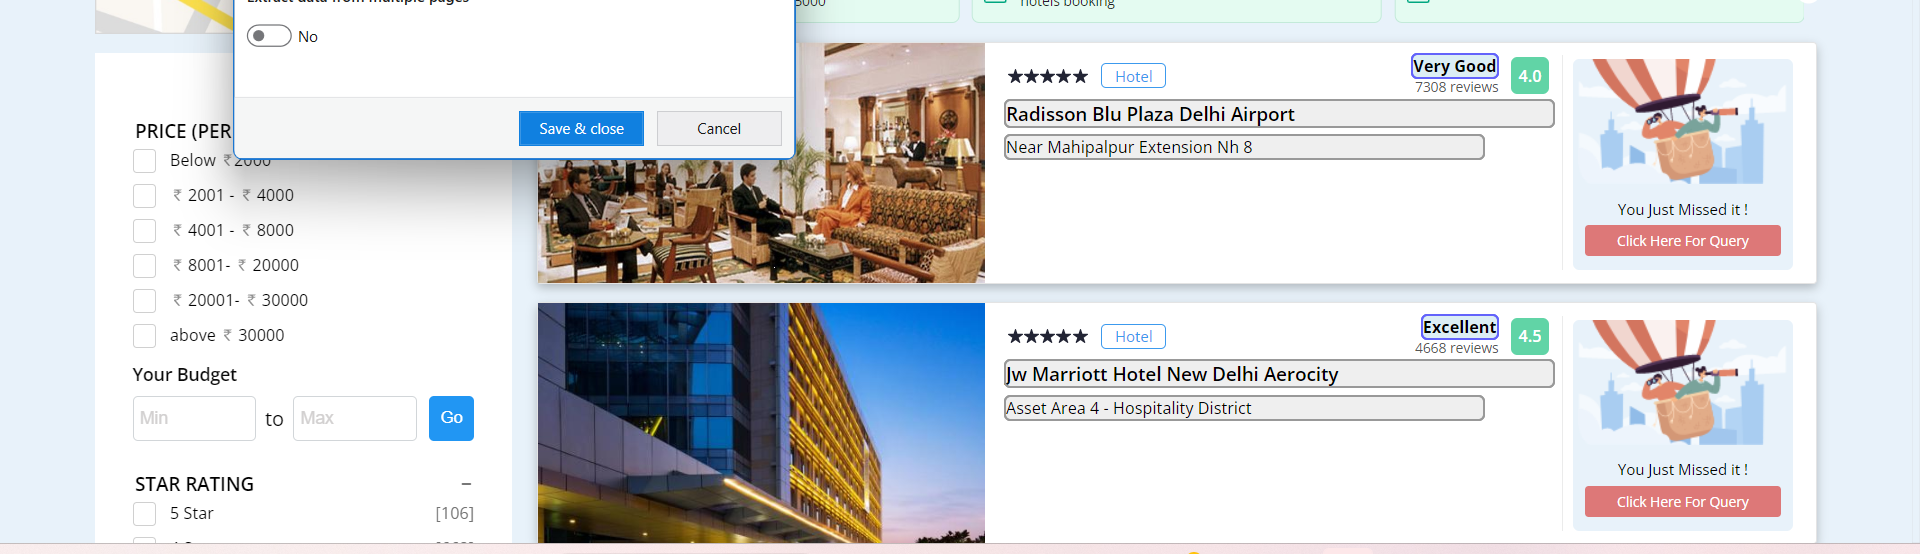 No
Save & close
Cancel
5000
hotels booking
PRICE (PER
Below ₹ 2000
₹ 2001 - ₹ 4000
₹ 4001 - ₹ 8000
₹ 8001- ₹ 20000
₹ 20001- ₹ 30000
above ₹ 30000
Your Budget
Min to Max Go
STAR RATING –
5 Star [106]
★★★★★ Hotel
Very Good 4.0
7308 reviews
Radisson Blu Plaza Delhi Airport
Near Mahipalpur Extension Nh 8
You Just Missed it !
Click Here For Query
★★★★★ Hotel
Excellent 4.5
4668 reviews
Jw Marriott Hotel New Delhi Aerocity
Asset Area 4 - Hospitality District
You Just Missed it !
Click Here For Query